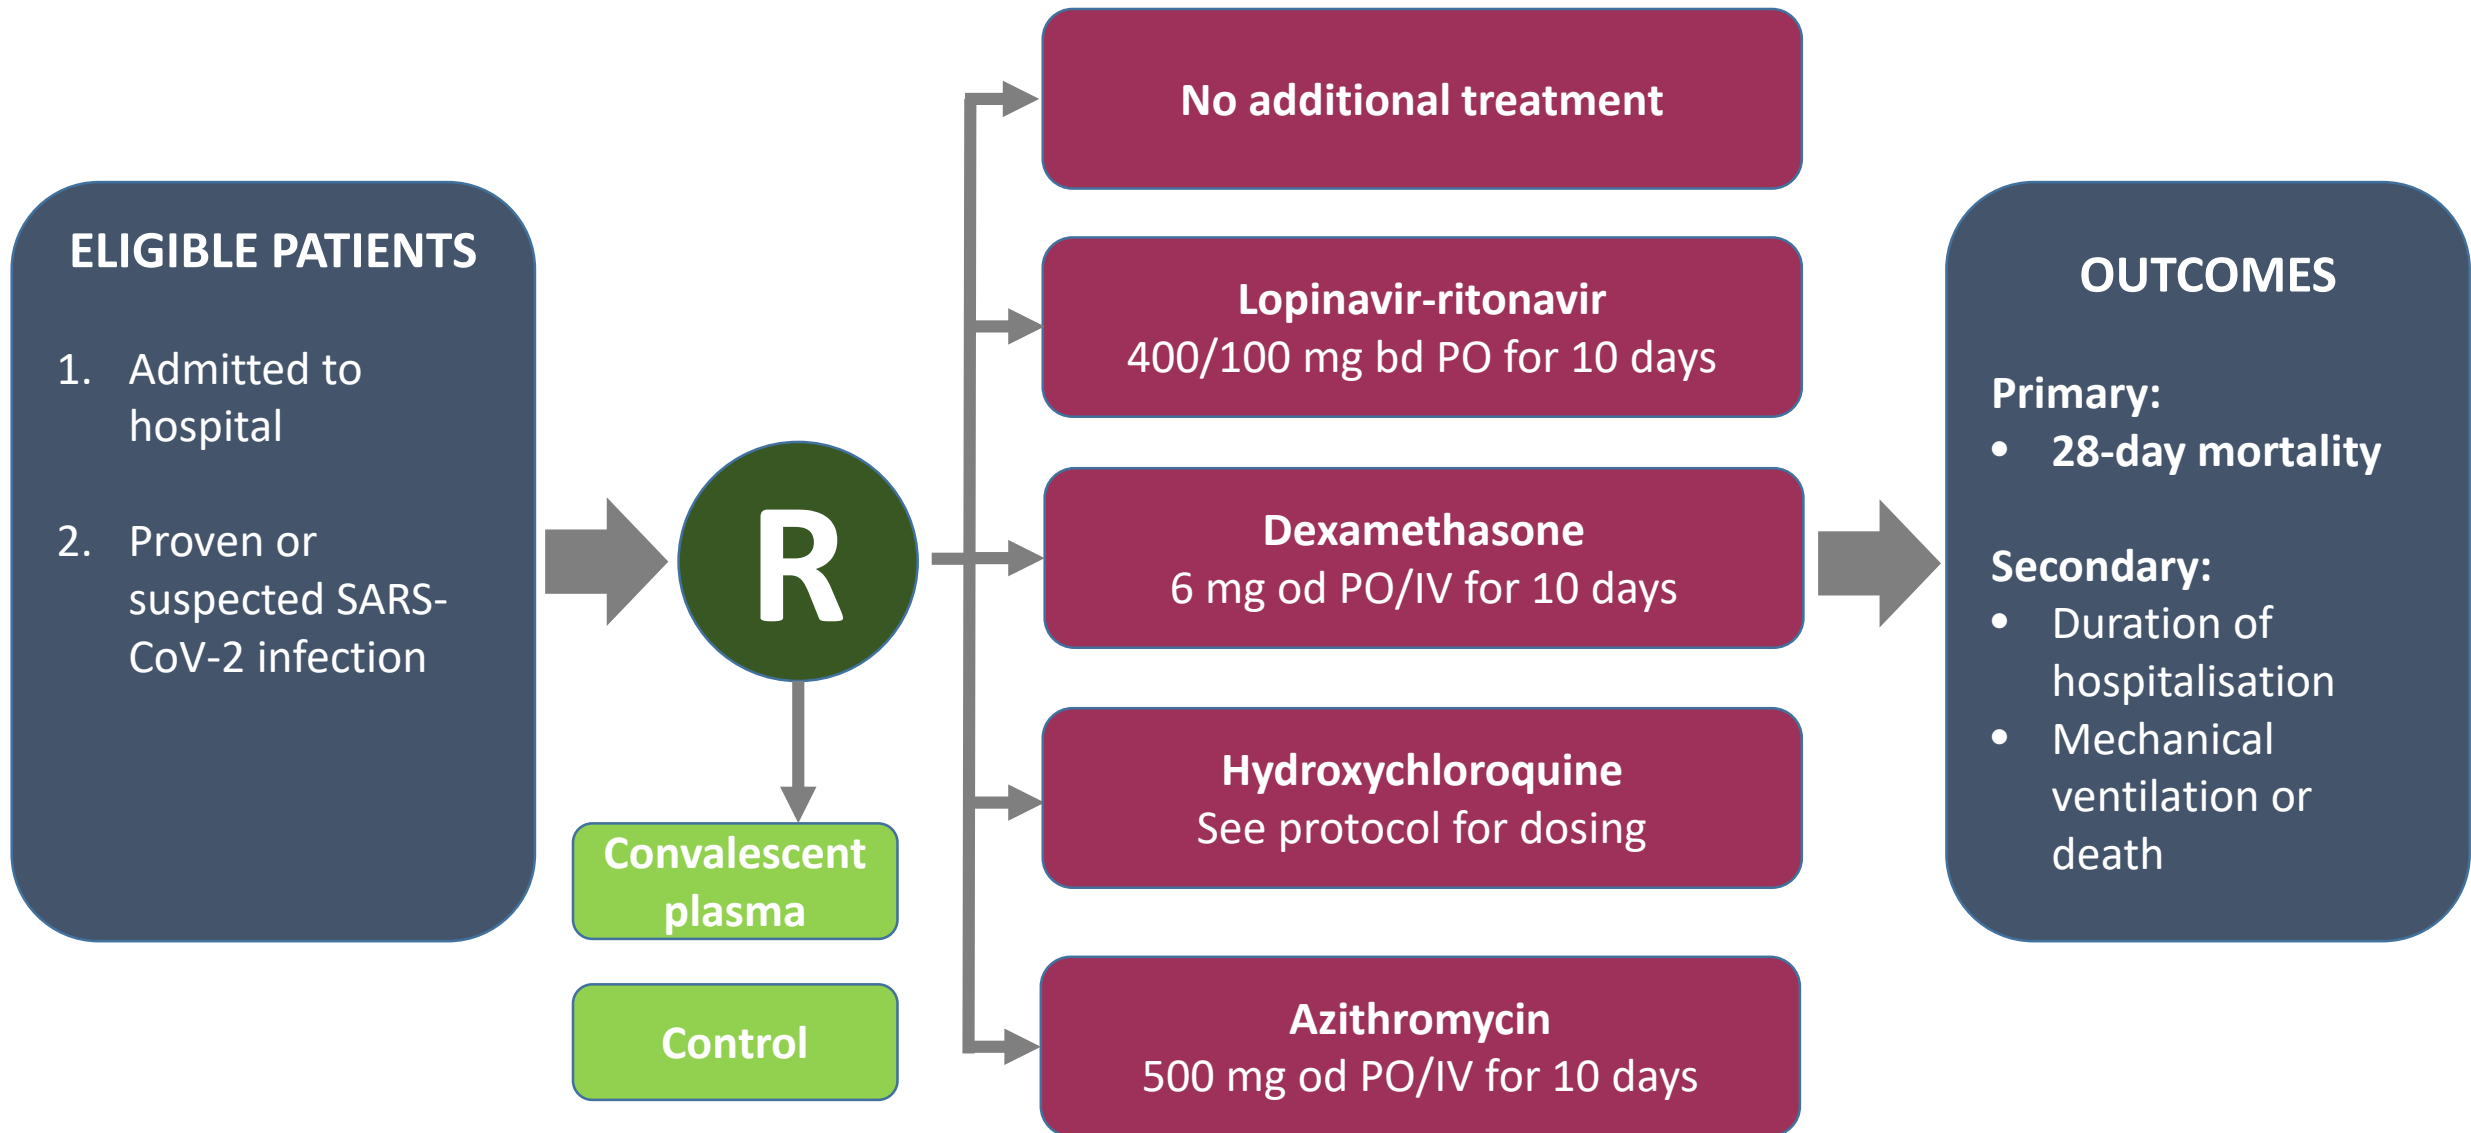 ELIGIBLE PATIENTS
1. Admitted to
hospital
2. Proven or
suspected SARS-
CoV-2 infection
R
Convalescent
plasma
Control
No additional treatment
Lopinavir-ritonavir
400/100 mg bd PO for 10 days
Dexamethasone
6 mg od PO/IV for 10 days
Hydroxychloroquine
See protocol for dosing
Azithromycin
500 mg od PO/IV for 10 days
OUTCOMES
Primary:
• 28-day mortality
Secondary:
• Duration of
hospitalisation
• Mechanical
ventilation or
death